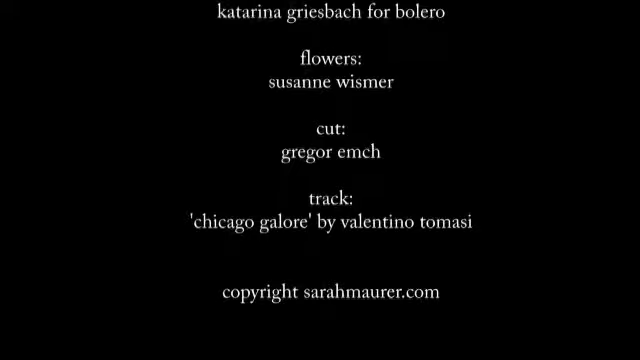 katarina griesbach for bolero
flowers:
susanne wismer
cut:
gregor emch
track:
'chicago galore' by valentino tomasi
copyright sarahmaurer.com